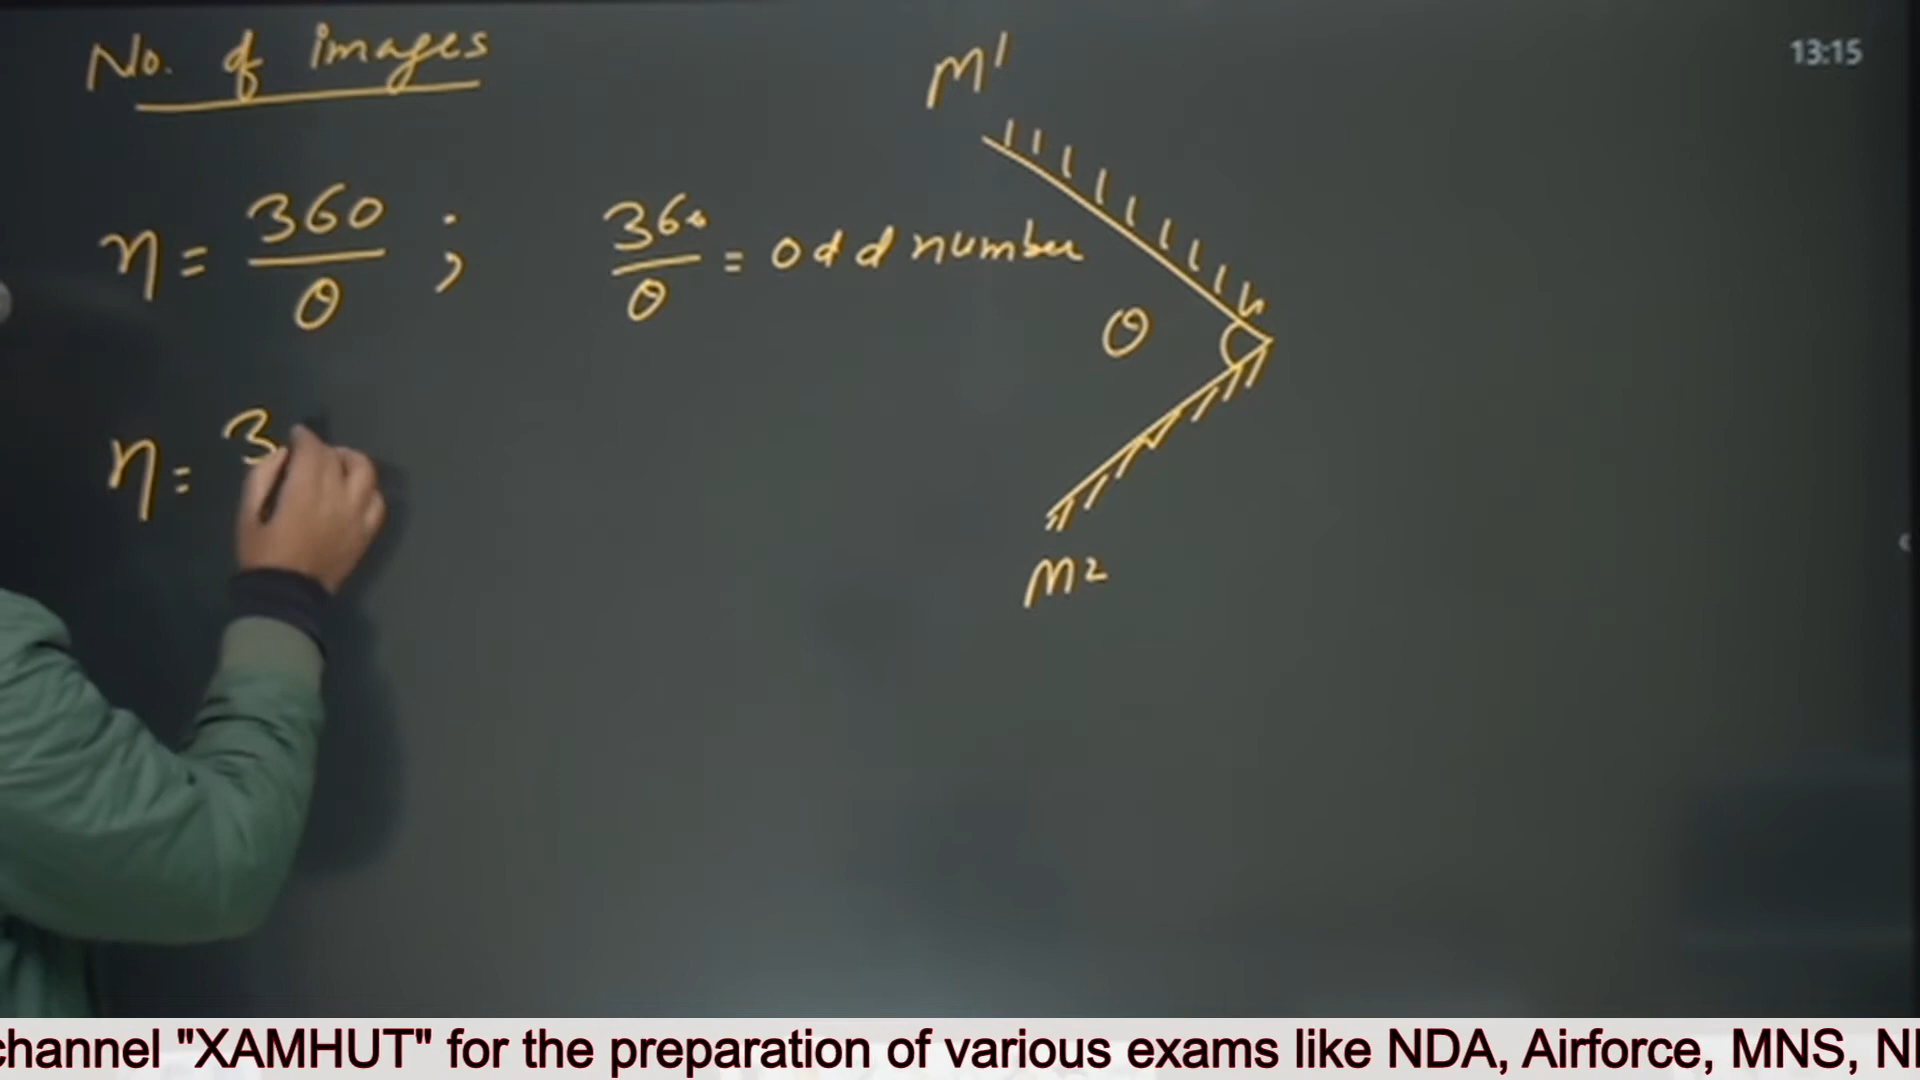 No. of images
M1
13:15
η = 360/θ ; 360/θ = odd number
θ
η = 3
M2
channel "XAMHUT" for the preparation of various exams like NDA, Airforce, MNS,